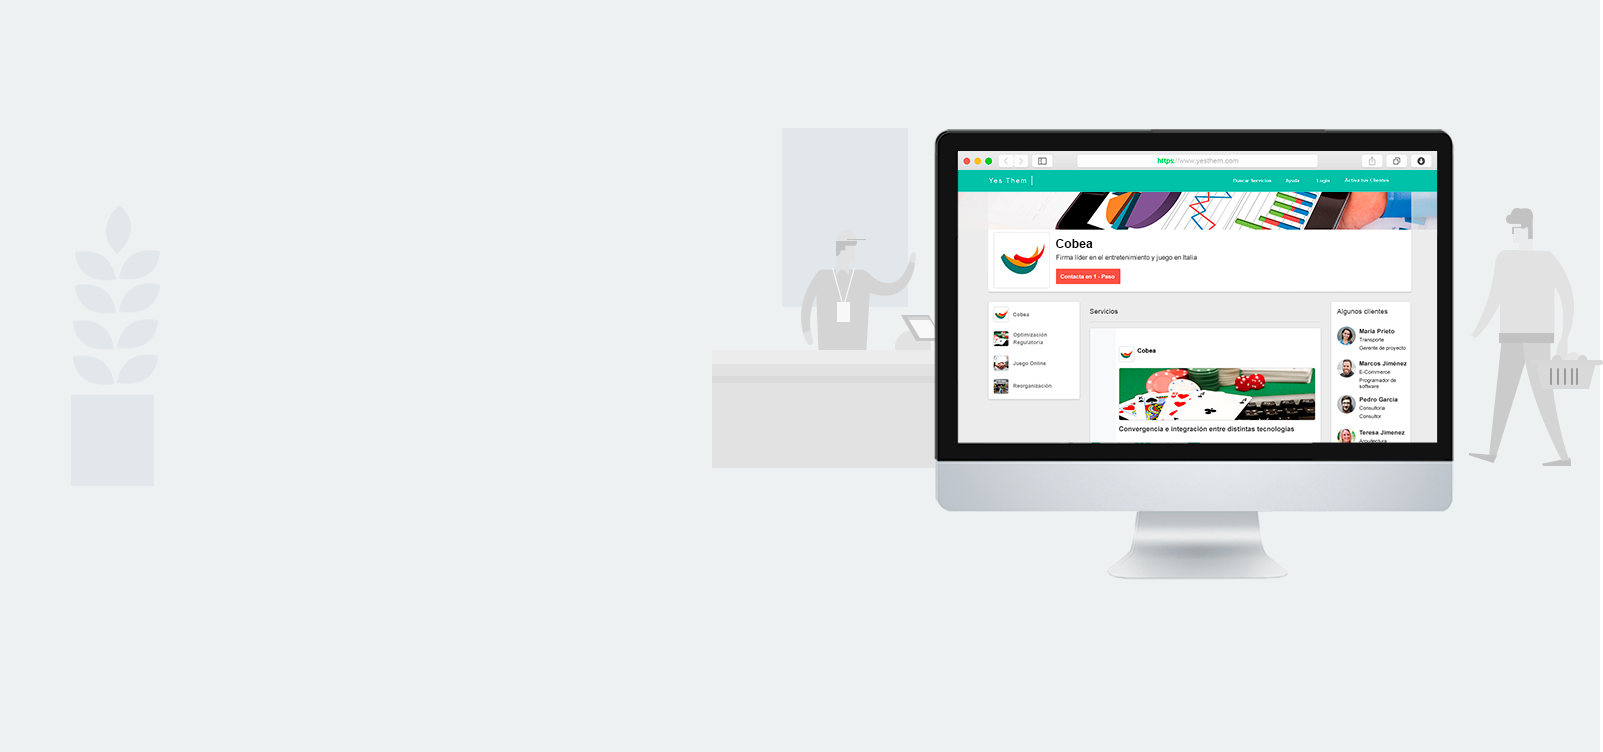 https://www.yesthem.com
Yes Them
Buscar Servicios
Ayuda
Login
Activa tus Clientes
Cobea
Firma líder en el entretenimiento y juego en Italia
Contacta en 1 - Paso
Cobea
Optimización
Regulatoria
Juego Online
Reorganización
Servicios
Cobea
Convergencia e integración entre distintas tecnologías
Algunos clientes
Maria Prieto
Transporte
Gerente de proyecto
Marcos Jiménez
E-Commerce
Programador de
software
Pedro García
Consultoria
Consultor
Teresa Jimenez
Arquitectura